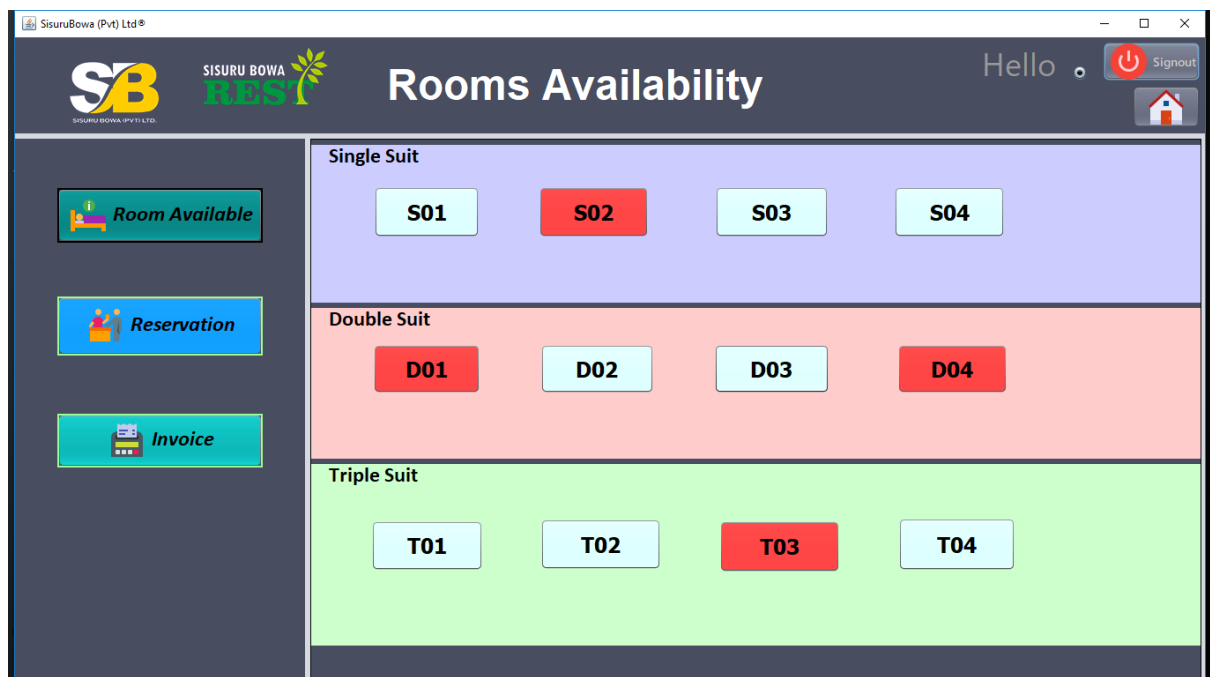 SisuruBowa (Pvt) Ltd®
SB
SISURU BOWA (PVT) LTD.
SISURU BOWA
REST
Rooms Availability
Hello .
Signout
Room Available
Reservation
Invoice
Single Suit
S01 S02 S03 S04
Double Suit
D01 D02 D03 D04
Triple Suit
T01 T02 T03 T04